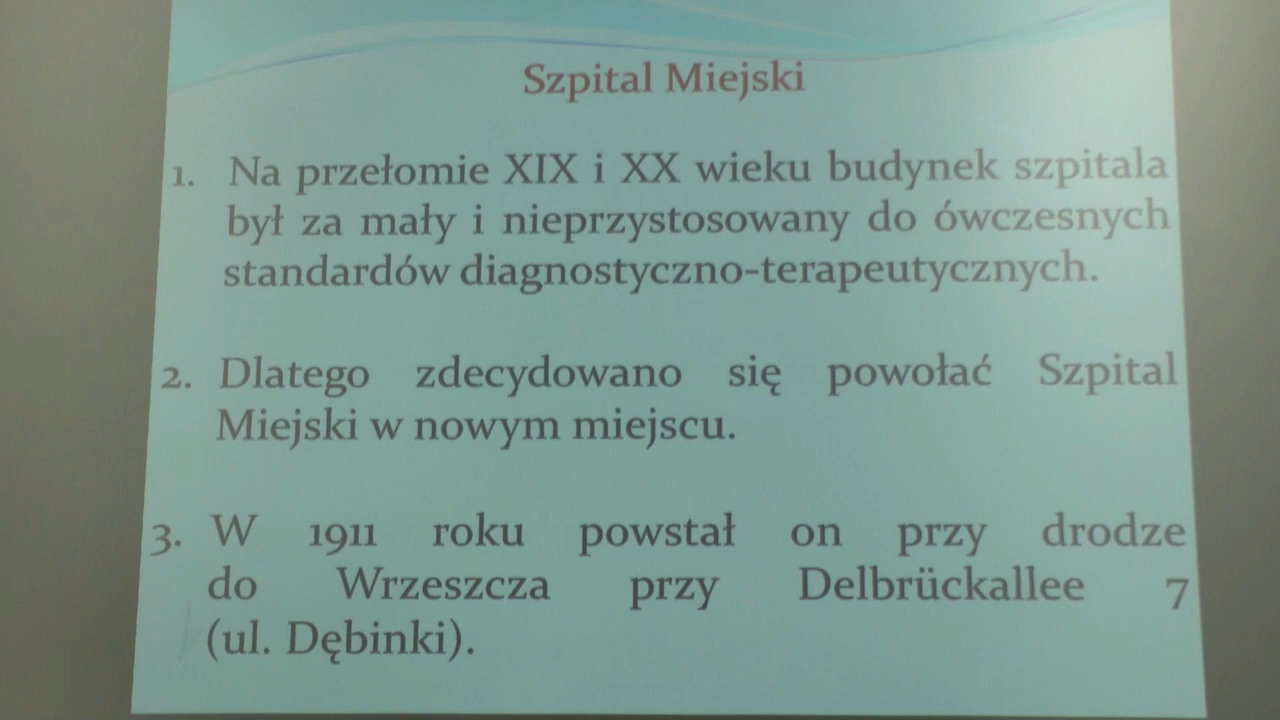 Szpital Miejski
1. Na przełomie XIX i XX wieku budynek szpitala
był za mały i nieprzystosowany do ówczesnych
standardów diagnostyczno-terapeutycznych.
2. Dlatego zdecydowano się powołać Szpital
Miejski w nowym miejscu.
3. W 1911 roku powstał on przy drodze
do Wrzeszcza przy Delbrückallee 7
(ul. Dębinki).